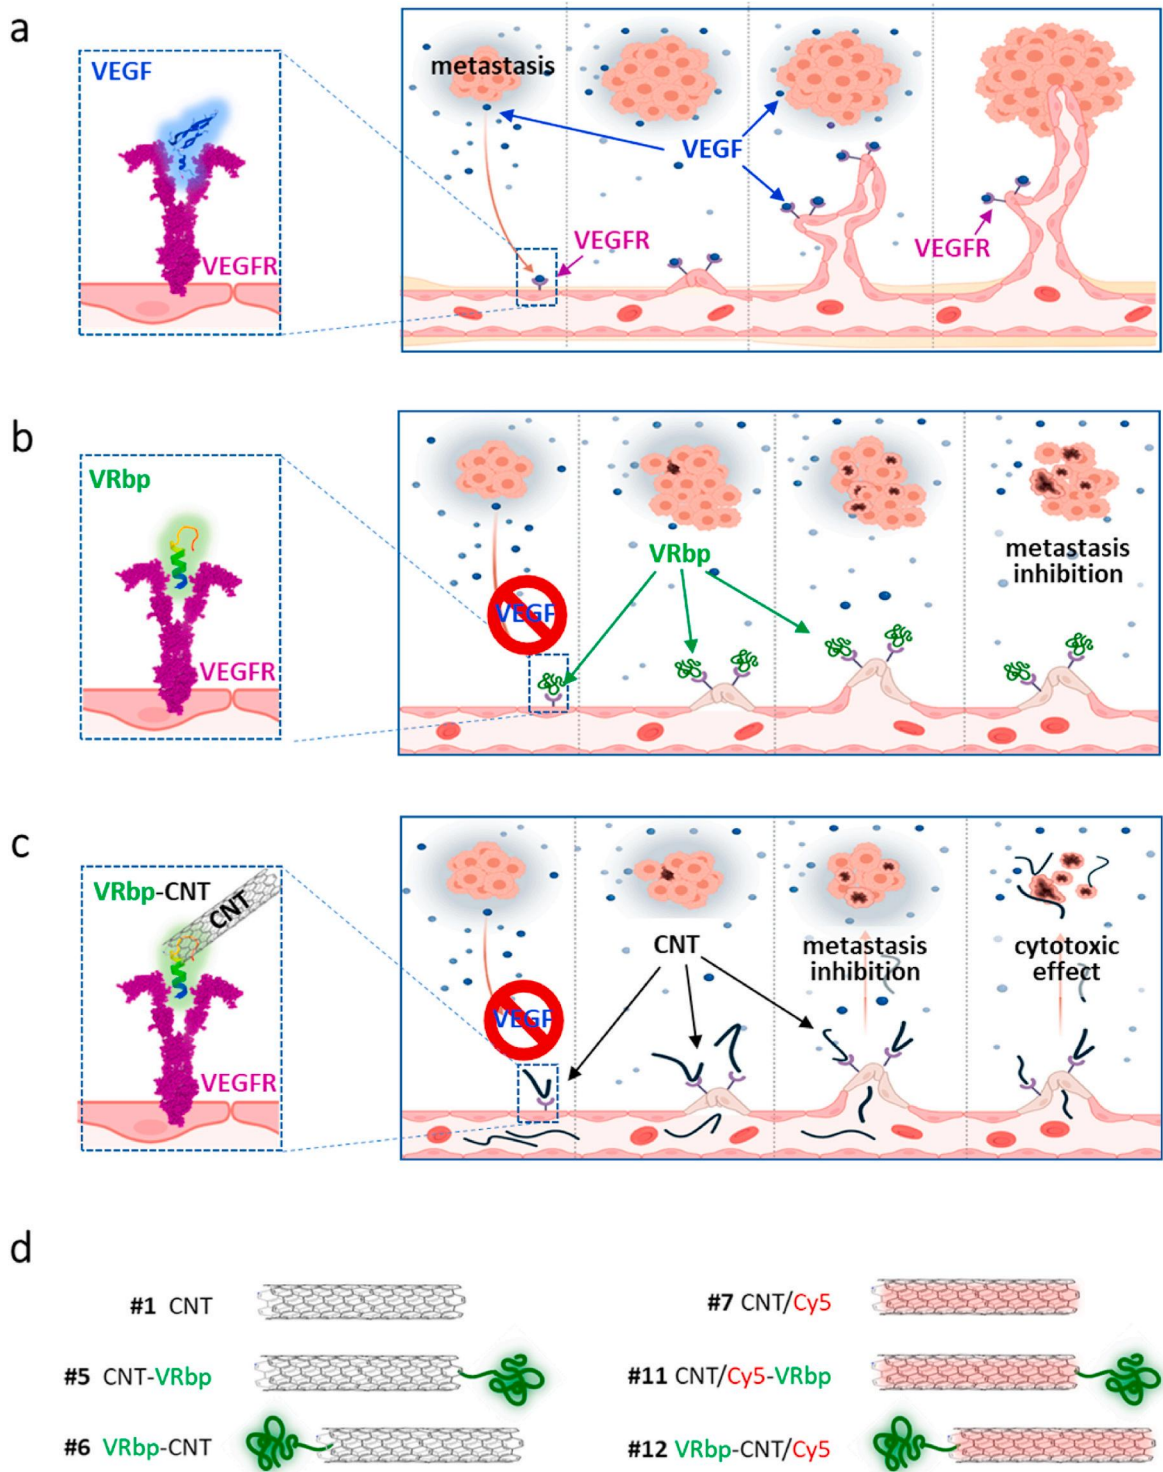 a
VEGF
VEGFR
metastasis
VEGF
VEGFR
VEGFR
b
VRbp
VEGFR
VEGF
VRbp
metastasis
inhibition
c
VRbp-CNT
CNT
VEGFR
VEGF
CNT
metastasis
inhibition
cytotoxic
effect
d
#1 CNT
#5 CNT-VRbp
#6 VRbp-CNT
#7 CNT/Cy5
#11 CNT/Cy5-VRbp
#12 VRbp-CNT/Cy5